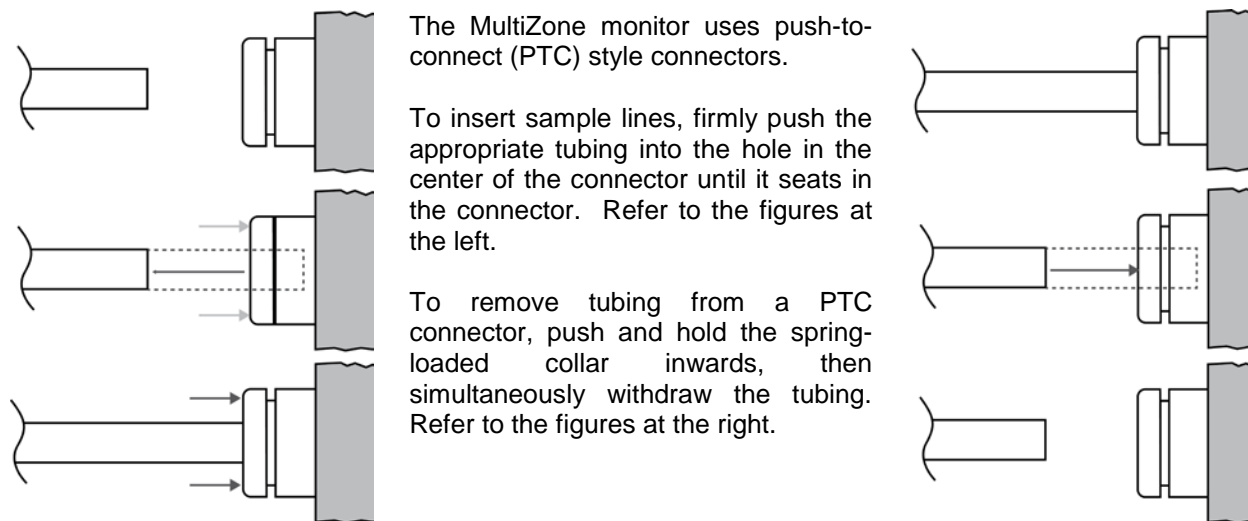 The MultiZone monitor uses push-to-
connect (PTC) style connectors.
To insert sample lines, firmly push the
appropriate tubing into the hole in the
center of the connector until it seats in
the connector.  Refer to the figures at
the left.
To remove tubing from a PTC
connector, push and hold the spring-
loaded collar inwards, then
simultaneously withdraw the tubing.
Refer to the figures at the right.